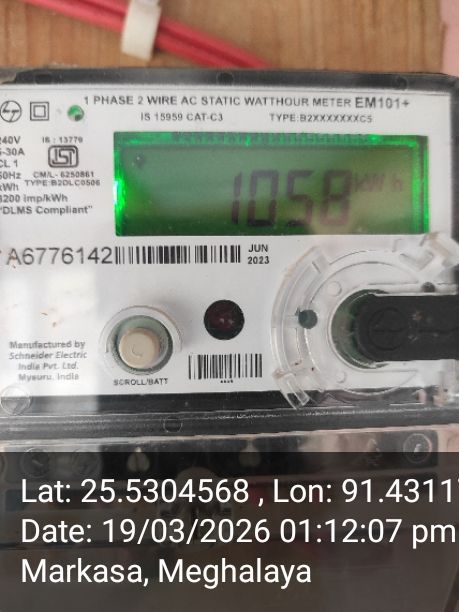 1 PHASE 2 WIRE AC STATIC WATTHOUR METER EM101+
IS 15959 CAT-C3 TYPE:B2XXXXXXXC5
240V
5-30A
CL 1
50Hz
kWh
3200 imp/kWh
"DLMS Compliant"
IS : 13779
ISI
CM/L- 6250861
TYPE:B2DLC0506
1058 kWh
A6776142
JUN
2023
Manufactured by
Schneider Electric
India Pvt. Ltd.
Mysuru. India
SCROLL/BATT
Lat: 25.5304568 , Lon: 91.4311
Date: 19/03/2026 01:12:07 pm
Markasa, Meghalaya